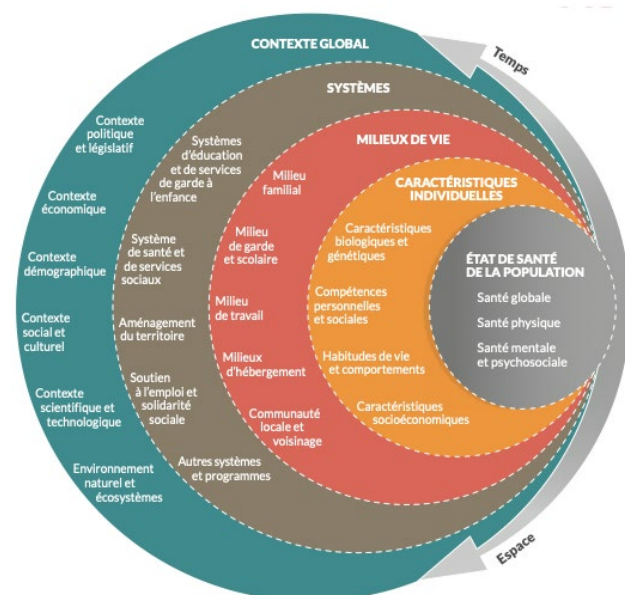 CONTEXTE GLOBAL
Contexte
politique
et législatif
Contexte
économique
Contexte
démographique
Contexte
social et
culturel
Contexte
scientifique et
technologique
Environnement
naturel et
écosystèmes
SYSTÈMES
Systèmes
d'éducation
et de services
de garde à
l'enfance
Système
de santé et
de services
sociaux
Aménagement
du territoire
Soutien
à l'emploi et
solidarité
sociale
Autres systèmes
et programmes
MILIEUX DE VIE
Milieu
familial
Milieu
de garde
et scolaire
Milieu
de travail
Milieux
d'hébergement
Communauté
locale et
voisinage
CARACTÉRISTIQUES
INDIVIDUELLES
Caractéristiques
biologiques et
génétiques
Compétences
personnelles
et sociales
Habitudes de vie
et comportements
Caractéristiques
socioéconomiques
ÉTAT DE SANTÉ
DE LA POPULATION
Santé globale
Santé physique
Santé mentale
et psychosociale
Temps
Espace